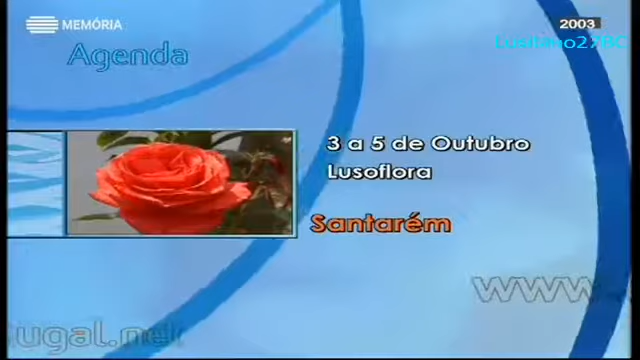 MEMÓRIA
2003
Lusitano27BC
Agenda
3 a 5 de Outubro
Lusoflora
Santarém
www
ugal.net